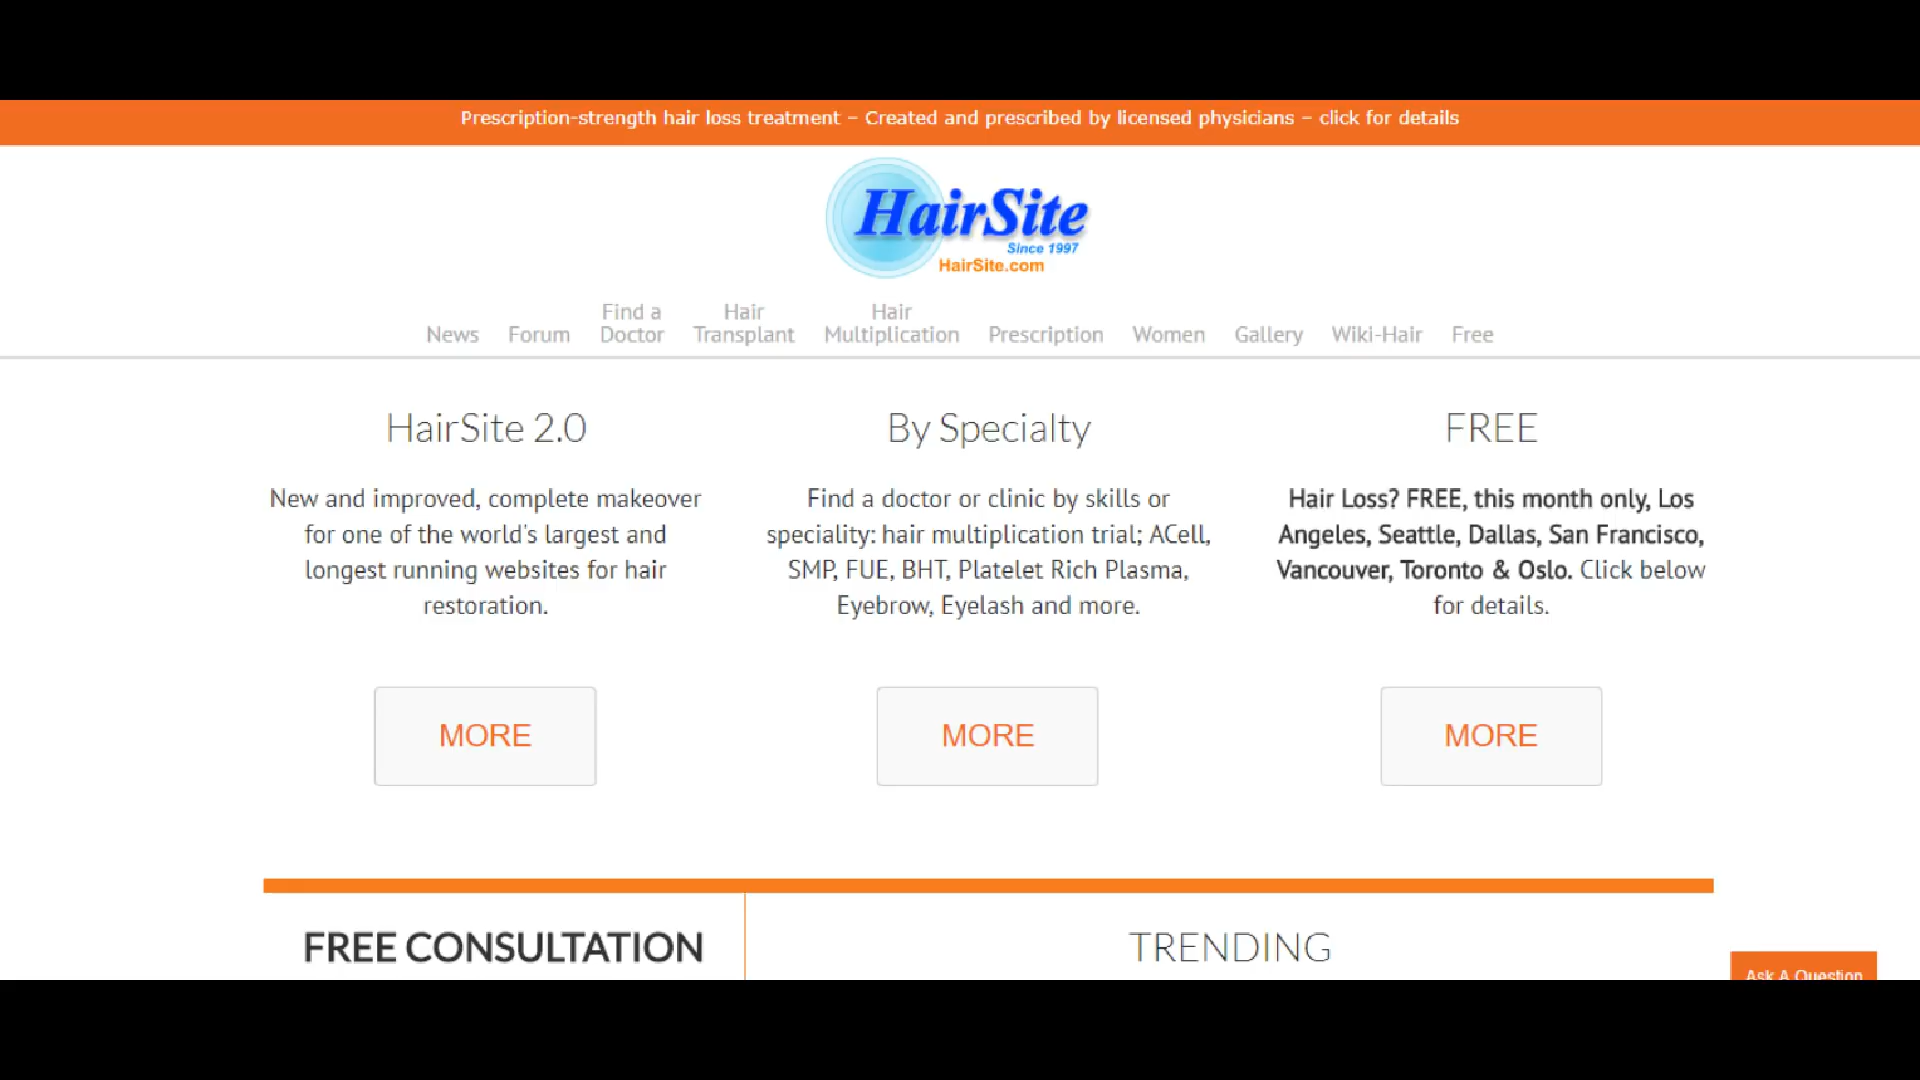 Prescription-strength hair loss treatment – Created and prescribed by licensed physicians – click for details
HairSite
Since 1997
HairSite.com
News
Forum
Find a
Doctor
Hair
Transplant
Hair
Multiplication
Prescription
Women
Gallery
Wiki-Hair
Free
HairSite 2.0
New and improved, complete makeover
for one of the world's largest and
longest running websites for hair
restoration.
MORE
By Specialty
Find a doctor or clinic by skills or
speciality: hair multiplication trial; ACell,
SMP, FUE, BHT, Platelet Rich Plasma,
Eyebrow, Eyelash and more.
MORE
FREE
Hair Loss? FREE, this month only, Los
Angeles, Seattle, Dallas, San Francisco,
Vancouver, Toronto & Oslo. Click below
for details.
MORE
FREE CONSULTATION
TRENDING
Ask A Question